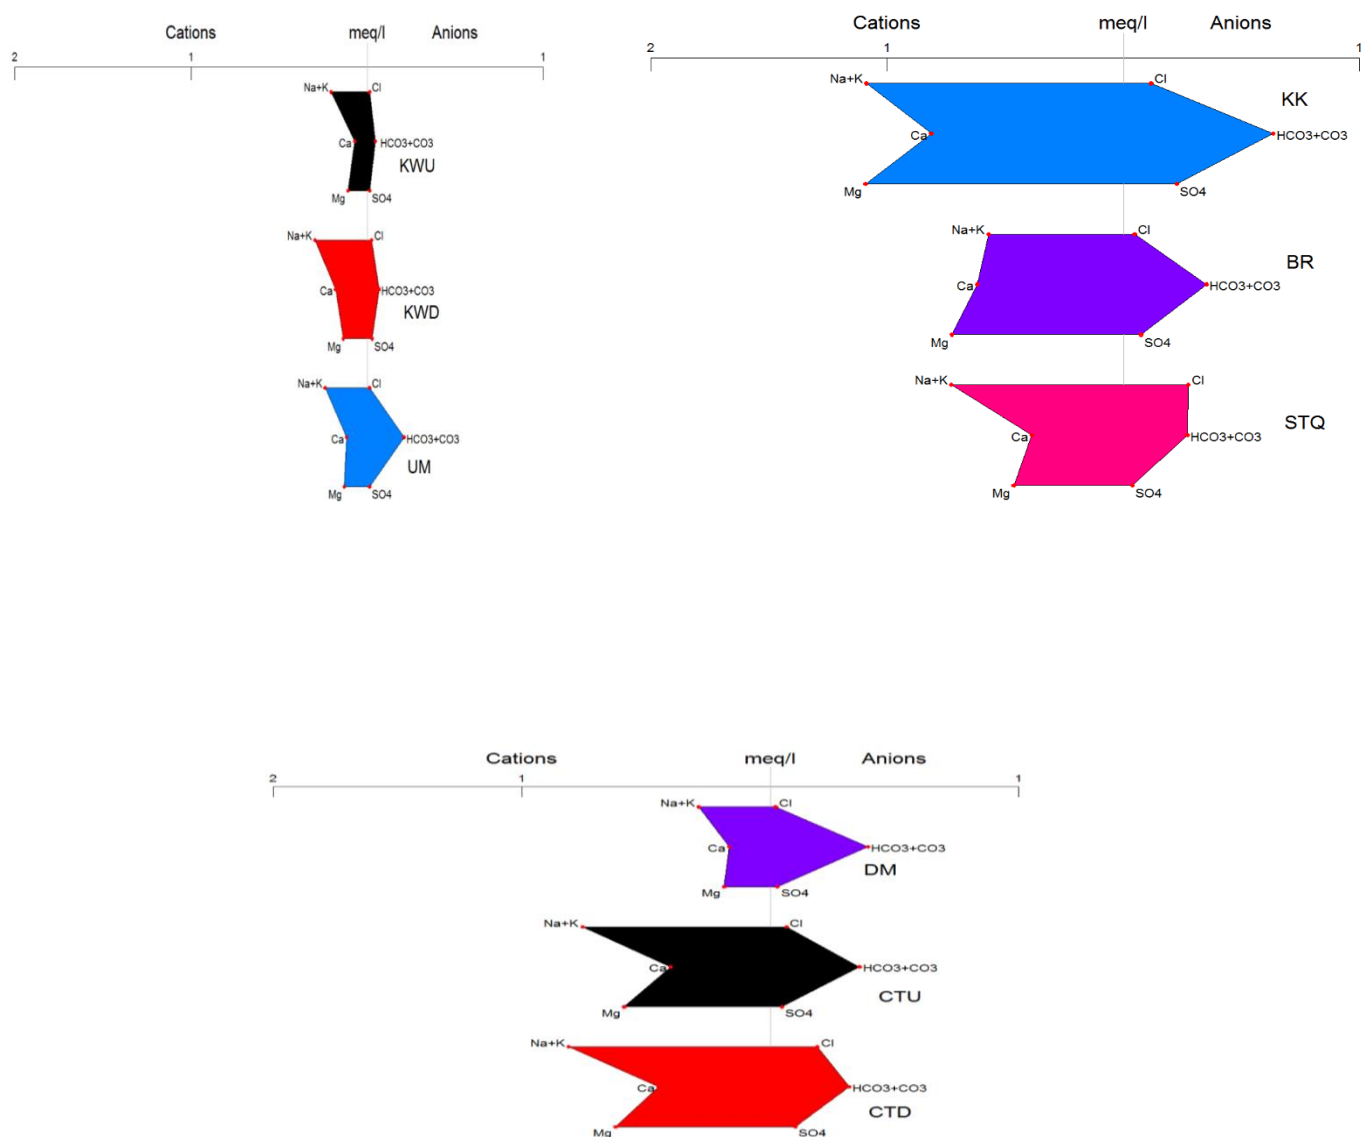 Cations meq/l Anions
2 1 1
Na+K Cl
Ca HCO3+CO3
KWU
Mg SO4
Na+K Cl
Ca HCO3+CO3
KWD
Mg SO4
Na+K Cl
Ca HCO3+CO3
UM
Mg SO4
Cations meq/l Anions
2 1 1
Na+K Cl
KK
Ca HCO3+CO3
Mg SO4
Na+K Cl
BR
Ca HCO3+CO3
Mg SO4
Na+K Cl
STQ
Ca HCO3+CO3
Mg SO4
Cations meq/l Anions
2 1 1
Na+K Cl
Ca HCO3+CO3
DM
Mg SO4
Na+K Cl
Ca HCO3+CO3
CTU
Mg SO4
Na+K Cl
Ca HCO3+CO3
CTD
Mg SO4